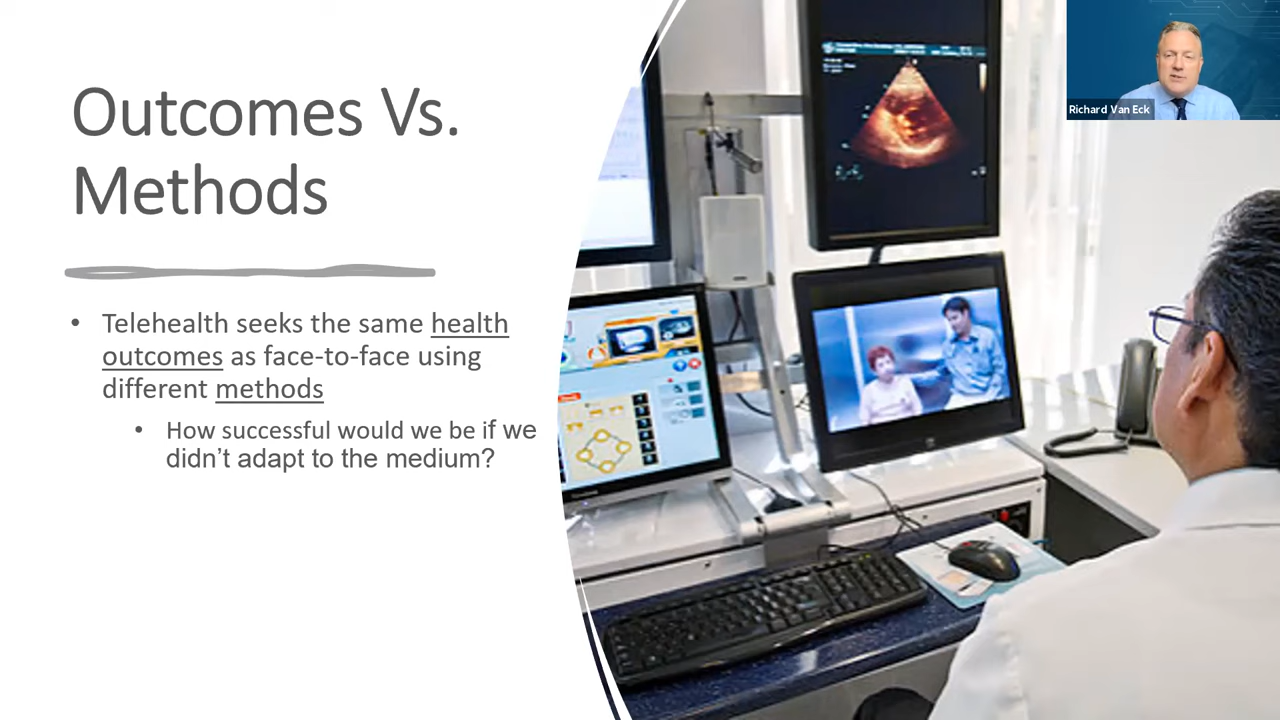 Outcomes Vs.
Methods
• Telehealth seeks the same health
outcomes as face-to-face using
different methods
• How successful would we be if we
didn’t adapt to the medium?
Richard Van Eck